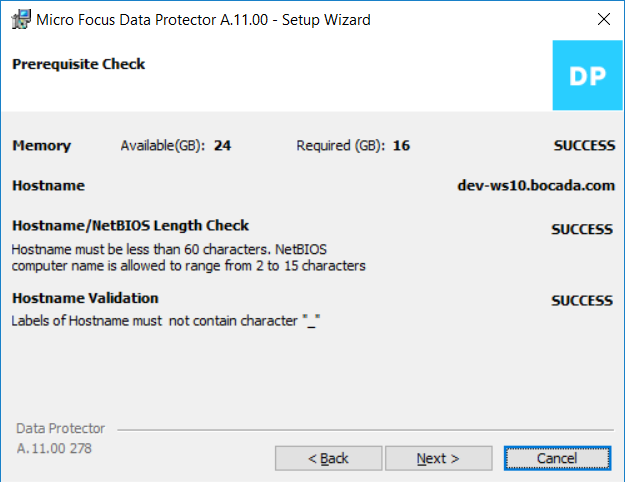 Micro Focus Data Protector A.11.00 - Setup Wizard
Prerequisite Check
DP
Memory Available(GB): 24 Required (GB): 16 SUCCESS
Hostname dev-ws10.bocada.com
Hostname/NetBIOS Length Check SUCCESS
Hostname must be less than 60 characters. NetBIOS
computer name is allowed to range from 2 to 15 characters
Hostname Validation SUCCESS
Labels of Hostname must not contain character "_"
Data Protector
A.11.00 278
< Back Next > Cancel